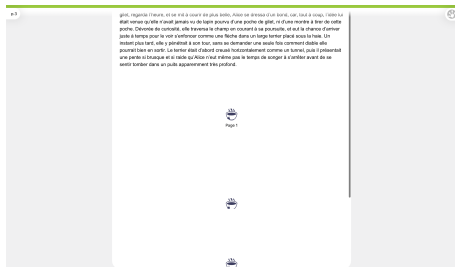 p.3
gilet, regarda l'heure, et se mit à courir de plus belle, Alice se dressa d'un bond, car, tout à coup, l'idée lui
était venue qu'elle n'avait jamais vu de lapin pourvu d'une poche de gilet, ni d'une montre à tirer de cette
poche. Dévorée de curiosité, elle traversa le champ en courant à sa poursuite, et eut la chance d'arriver
juste à temps pour le voir s'enfoncer comme une flèche dans un large terrier placé sous la haie. Un
instant plus tard, elle y pénétrait à son tour, sans se demander une seule fois comment diable elle
pourrait bien en sortir. Le terrier était d'abord creusé horizontalement comme un tunnel, puis il présentait
une pente si brusque et si raide qu'Alice n'eut même pas le temps de songer à s'arrêter avant de se
sentir tomber dans un puits apparemment très profond.
Page 1